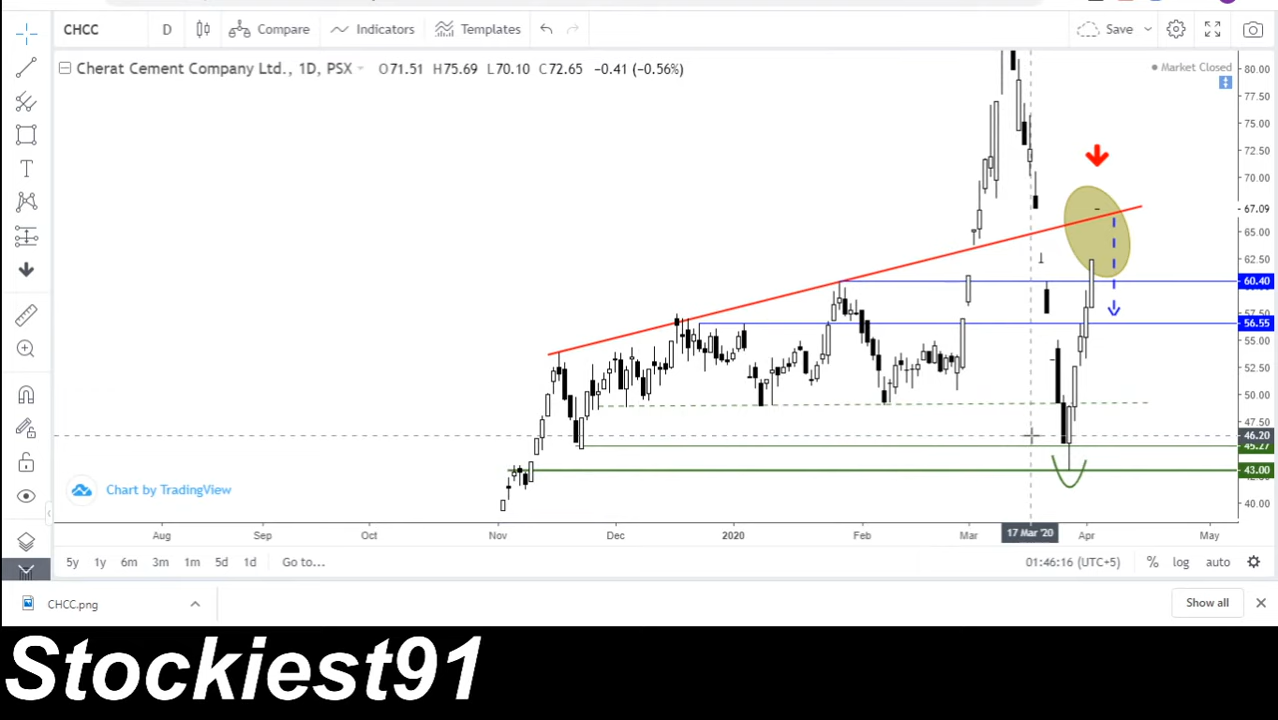 CHCC
D
Compare
Indicators
Templates
Save
Cherat Cement Company Ltd., 1D, PSX
O71.51 H75.69 L70.10 C72.65 −0.41 (−0.56%)
Market Closed
80.00
77.50
75.00
72.50
70.00
67.09
65.00
62.50
60.40
57.50
56.55
55.00
52.50
50.00
47.50
46.20
45.27
43.00
40.00
Chart by TradingView
Aug
Sep
Oct
Nov
Dec
2020
Feb
Mar
17 Mar '20
Apr
May
5y 1y 6m 3m 1m 5d 1d Go to...
01:46:16 (UTC+5)
% log auto
CHCC.png
Show all
Stockiest91